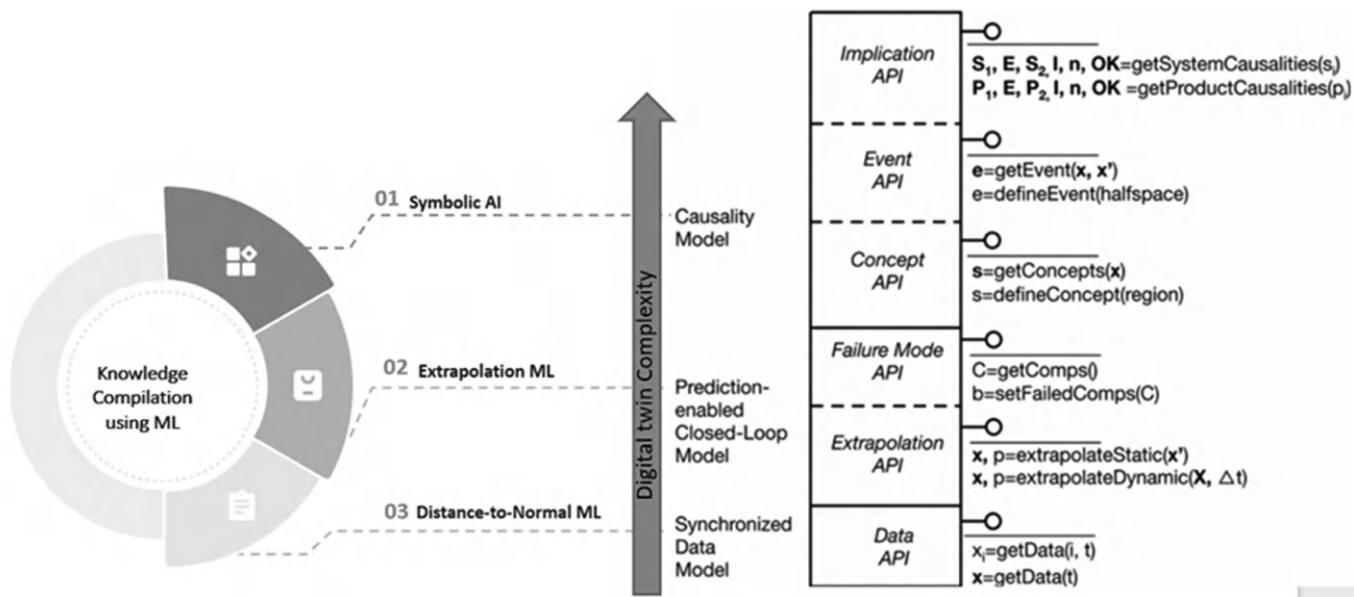 Knowledge
Compilation
using ML
01 Symbolic AI
02 Extrapolation ML
03 Distance-to-Normal ML
Digital twin Complexity
Causality
Model
Prediction-
enabled
Closed-Loop
Model
Synchronized
Data
Model
Implication
API
S₁, E, S₂, I, n, OK=getSystemCausalities(sᵢ)
P₁, E, P₂, I, n, OK =getProductCausalities(pᵢ)
Event
API
e=getEvent(x, x')
e=defineEvent(halfspace)
Concept
API
s=getConcepts(x)
s=defineConcept(region)
Failure Mode
API
C=getComps()
b=setFailedComps(C)
Extrapolation
API
x, p=extrapolateStatic(x')
x, p=extrapolateDynamic(X, △t)
Data
API
xᵢ=getData(i, t)
x=getData(t)